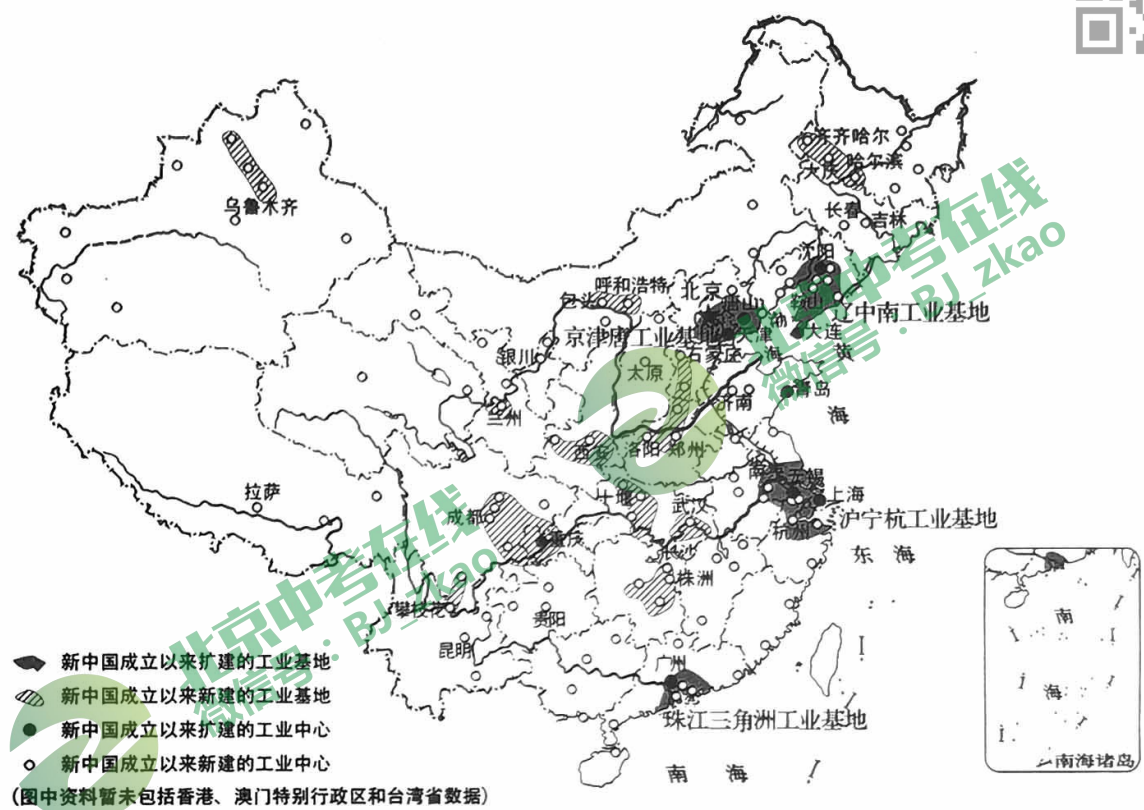 齐齐哈尔
哈尔滨
大庆
乌鲁木齐
长春
吉林
沈阳
呼和浩特
包头
北京
唐山
渤
鞍山
辽中南工业基地
京津唐工业基地
天津
大连
银川
石家庄
海
黄
太原
兰州
济南
青岛
海
西安
洛阳
郑州
南京
无锡
拉萨
十堰
上海
成都
武汉
沪宁杭工业基地
重庆
杭州
长沙
东海
株洲
攀枝花
贵阳
南
昆明
广州
海
珠江三角洲工业基地
南海
南海诸岛
新中国成立以来扩建的工业基地
新中国成立以来新建的工业基地
新中国成立以来扩建的工业中心
新中国成立以来新建的工业中心
(图中资料暂未包括香港、澳门特别行政区和台湾省数据)
北京中考在线
微信号:BJ_zkao
北京中考在线
微信号:BJ_zkao